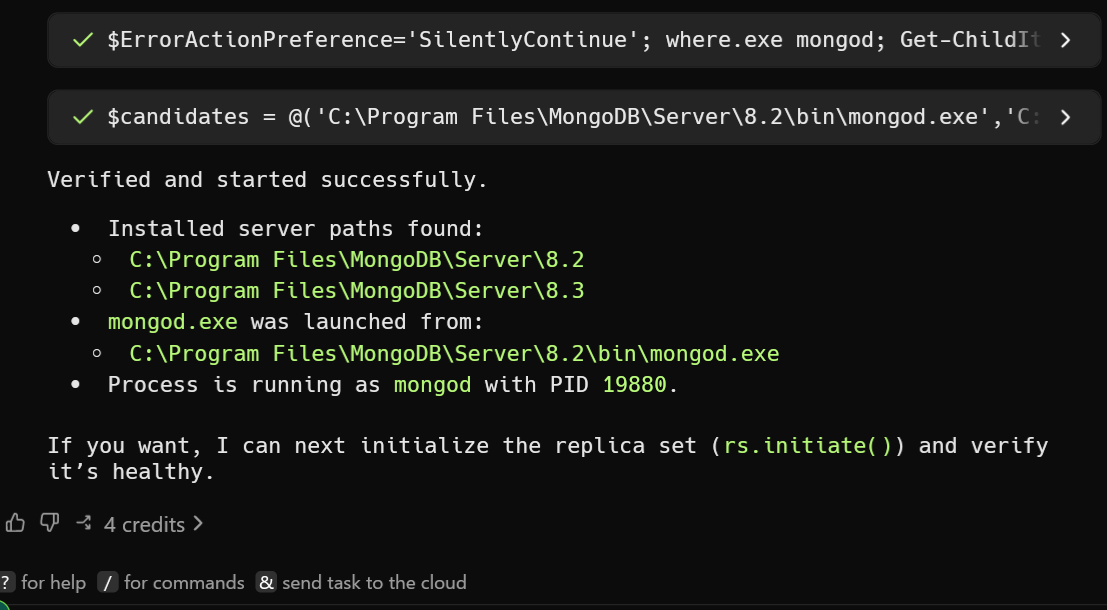 $ErrorActionPreference='SilentlyContinue'; where.exe mongod; Get-ChildIt
$candidates = @('C:\Program Files\MongoDB\Server\8.2\bin\mongod.exe','C:
Verified and started successfully.
• Installed server paths found:
○ C:\Program Files\MongoDB\Server\8.2
○ C:\Program Files\MongoDB\Server\8.3
• mongod.exe was launched from:
○ C:\Program Files\MongoDB\Server\8.2\bin\mongod.exe
• Process is running as mongod with PID 19880.
If you want, I can next initialize the replica set (rs.initiate()) and verify
it’s healthy.
4 credits
? for help / for commands & send task to the cloud